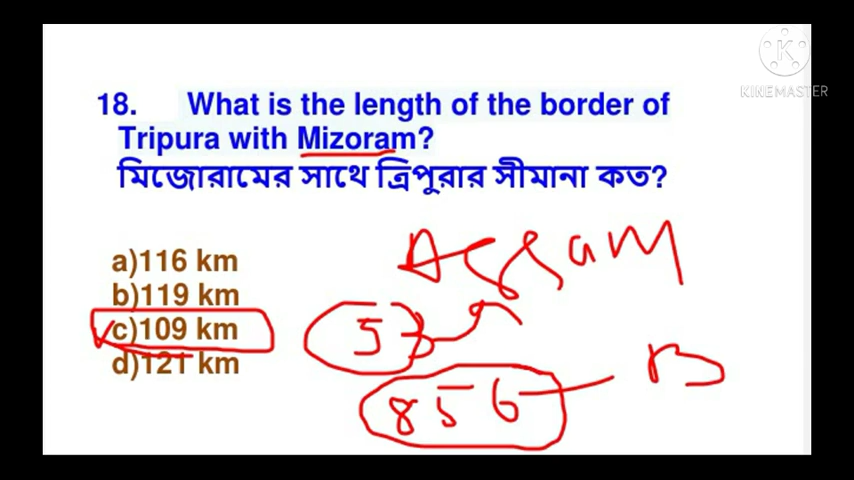 KINEMASTER
18. What is the length of the border of
Tripura with Mizoram?
মিজোরামের সাথে ত্রিপুরার সীমানা কত?
Assam
a)116 km
b)119 km
c)109 km
53
d)121 km
B
856